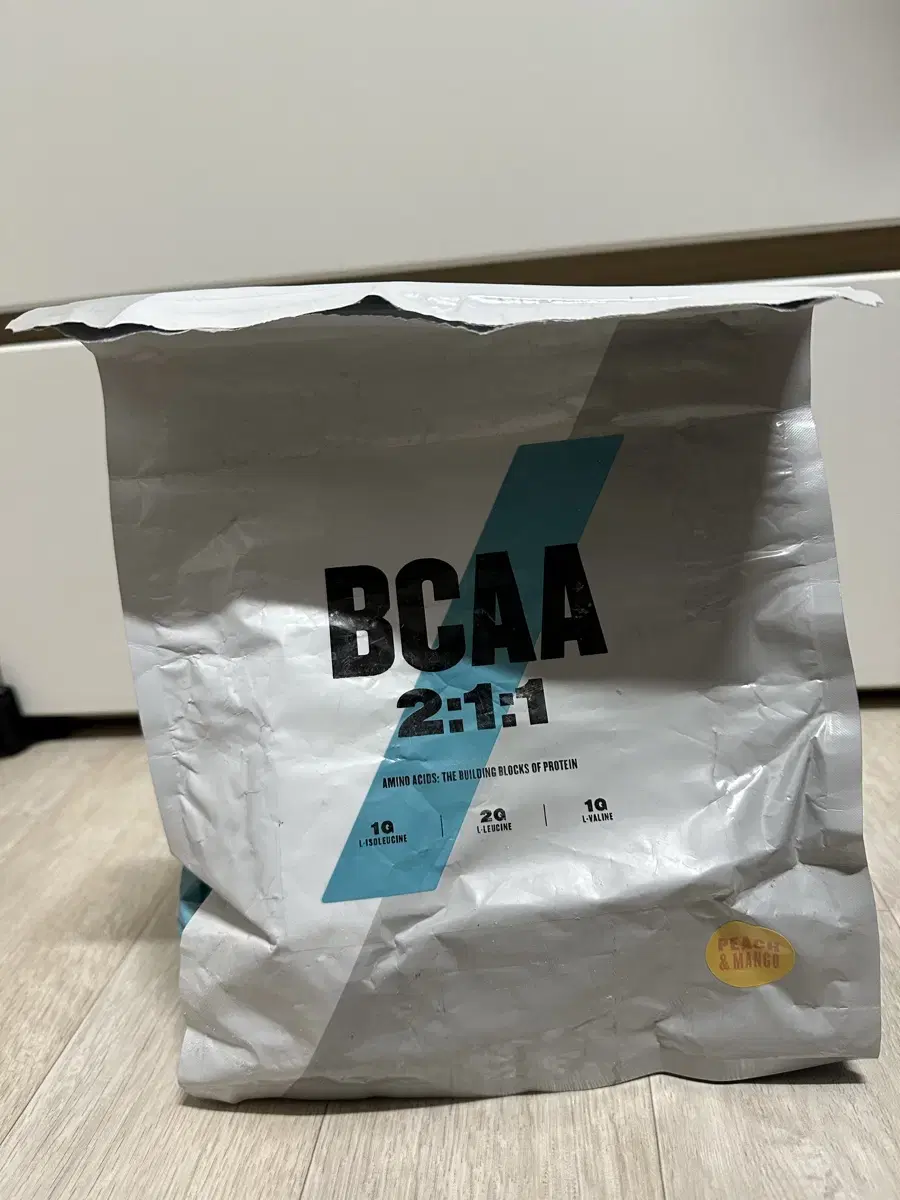 BCAA
2:1:1
AMINO ACIDS: THE BUILDING BLOCKS OF PROTEIN
1G
L-ISOLEUCINE
2G
L-LEUCINE
1G
L-VALINE
PEACH
& MANGO